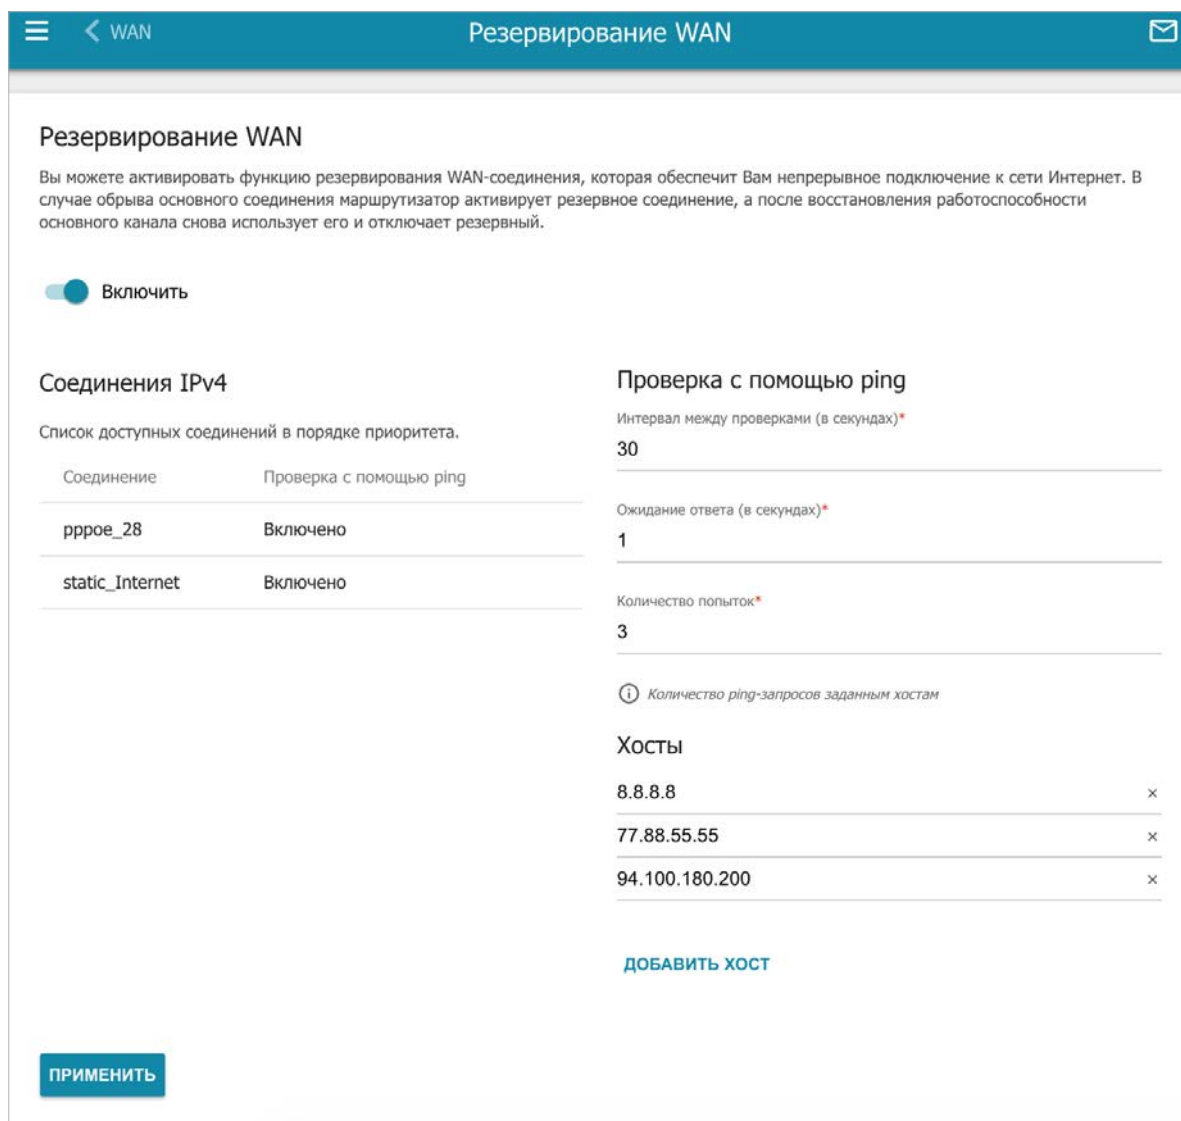 WAN
Резервирование WAN
Резервирование WAN
Вы можете активировать функцию резервирования WAN-соединения, которая обеспечит Вам непрерывное подключение к сети Интернет. В
случае обрыва основного соединения маршрутизатор активирует резервное соединение, а после восстановления работоспособности
основного канала снова использует его и отключает резервный.
Включить
Соединения IPv4
Список доступных соединений в порядке приоритета.
Соединение Проверка с помощью ping
pppoe_28 Включено
static_Internet Включено
Проверка с помощью ping
Интервал между проверками (в секундах)*
30
Ожидание ответа (в секундах)*
1
Количество попыток*
3
Количество ping-запросов заданным хостам
Хосты
8.8.8.8 ×
77.88.55.55 ×
94.100.180.200 ×
ДОБАВИТЬ ХОСТ
ПРИМЕНИТЬ